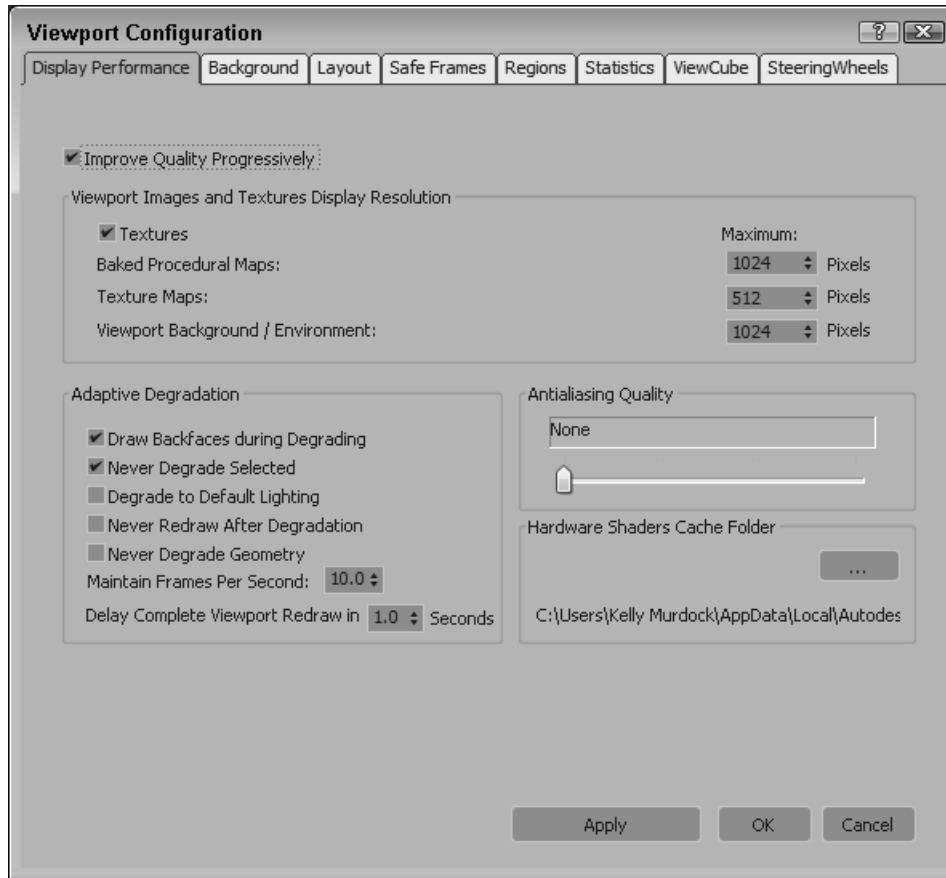 Viewport Configuration
Display Performance Background Layout Safe Frames Regions Statistics ViewCube SteeringWheels
Improve Quality Progressively
Viewport Images and Textures Display Resolution
Textures Maximum:
Baked Procedural Maps: 1024 Pixels
Texture Maps: 512 Pixels
Viewport Background / Environment: 1024 Pixels
Adaptive Degradation
Draw Backfaces during Degrading
Never Degrade Selected
Degrade to Default Lighting
Never Redraw After Degradation
Never Degrade Geometry
Maintain Frames Per Second: 10.0
Delay Complete Viewport Redraw in 1.0 Seconds
Antialiasing Quality
None
Hardware Shaders Cache Folder
...
C:\Users\Kelly Murdock\AppData\Local\Autodes
Apply OK Cancel